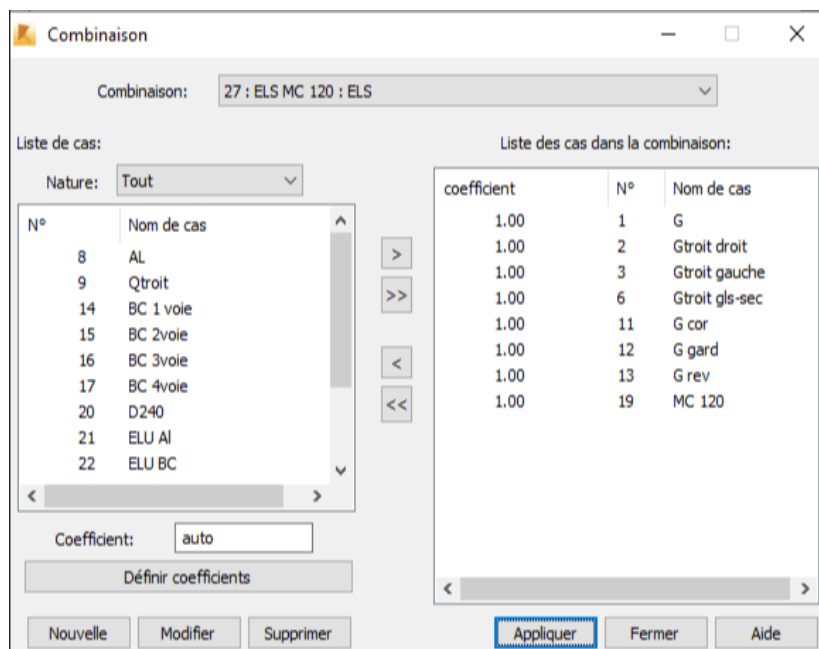 Combinaison
Combinaison: 27 : ELS MC 120 : ELS
Liste de cas:
Nature: Tout
N° Nom de cas
8 AL
9 Qtroit
14 BC 1 voie
15 BC 2voie
16 BC 3voie
17 BC 4voie
20 D240
21 ELU Al
22 ELU BC
Coefficient: auto
Définir coefficients
Nouvelle Modifier Supprimer
> 
>>
<
<<
Liste des cas dans la combinaison:
coefficient N° Nom de cas
1.00 1 G
1.00 2 Gtroit droit
1.00 3 Gtroit gauche
1.00 6 Gtroit gls-sec
1.00 11 G cor
1.00 12 G gard
1.00 13 G rev
1.00 19 MC 120
Appliquer Fermer Aide